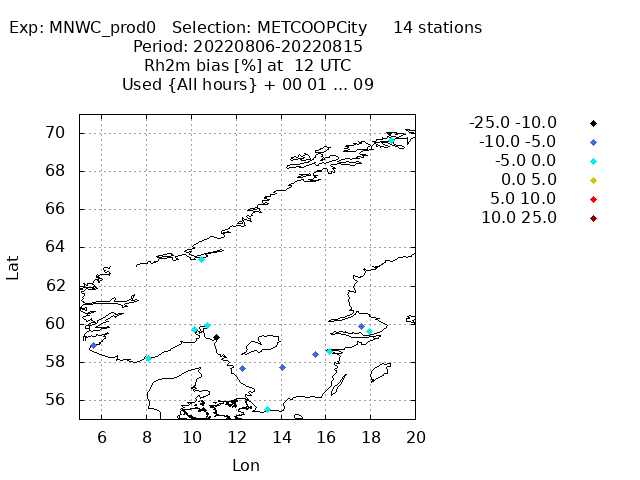 Exp: MNWC_prod0   Selection: METCOOPCity     14 stations
Period: 20220806-20220815
Rh2m bias [%] at  12 UTC
Used {All hours} + 00 01 ... 09
70
68
66
64
62
60
58
56
Lat
6 8 10 12 14 16 18 20
Lon
-25.0 -10.0
-10.0 -5.0
-5.0 0.0
0.0 5.0
5.0 10.0
10.0 25.0